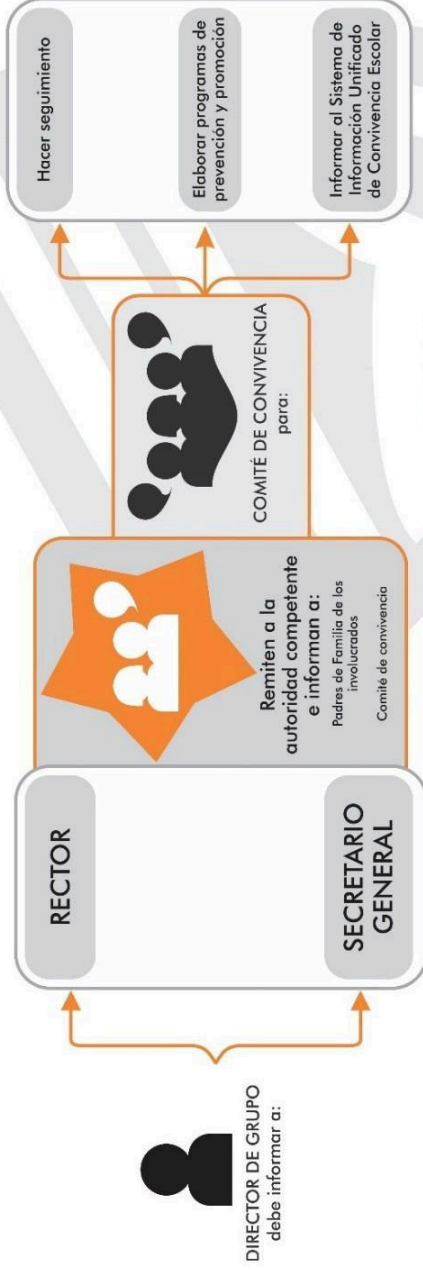 DIRECTOR DE GRUPO
debe informar a:
RECTOR
SECRETARIO
GENERAL
Remiten a la
autoridad competente
e informan a:
Padres de Familia de los
involucrados
Comité de convivencia
COMITÉ DE CONVIVENCIA
para:
Hacer seguimiento
Elaborar programas de
prevención y promoción
Informar al Sistema de
Información Unificado
de Convivencia Escolar